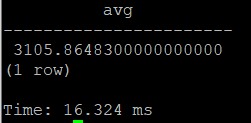 avg
-----------------------
3105.8648300000000000
(1 row)
Time: 16.324 ms